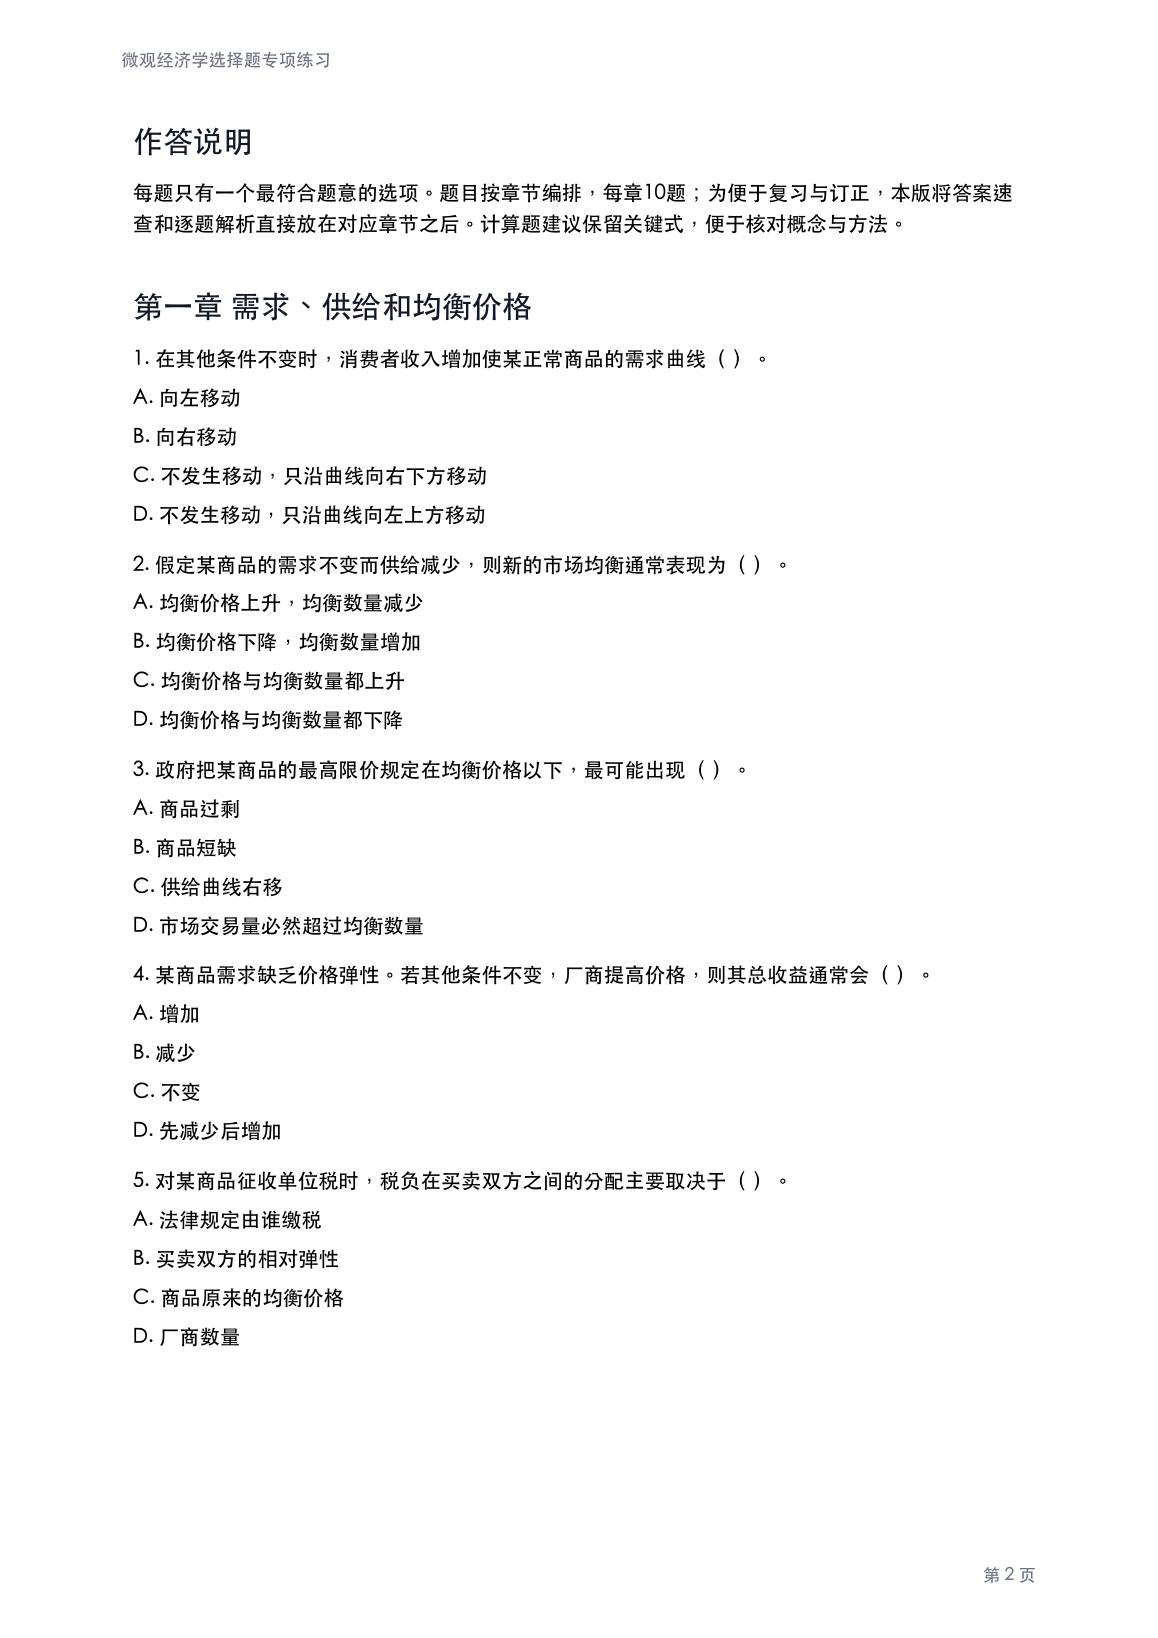 微观经济学选择题专项练习
作答说明
每题只有一个最符合题意的选项。题目按章节编排，每章10题；为便于复习与订正，本版将答案速
查和逐题解析直接放在对应章节之后。计算题建议保留关键式，便于核对概念与方法。
第一章 需求、供给和均衡价格
1. 在其他条件不变时，消费者收入增加使某正常商品的需求曲线（ ）。
A. 向左移动
B. 向右移动
C. 不发生移动，只沿曲线向右下方移动
D. 不发生移动，只沿曲线向左上方移动
2. 假定某商品的需求不变而供给减少，则新的市场均衡通常表现为（ ）。
A. 均衡价格上升，均衡数量减少
B. 均衡价格下降，均衡数量增加
C. 均衡价格与均衡数量都上升
D. 均衡价格与均衡数量都下降
3. 政府把某商品的最高限价规定在均衡价格以下，最可能出现（ ）。
A. 商品过剩
B. 商品短缺
C. 供给曲线右移
D. 市场交易量必然超过均衡数量
4. 某商品需求缺乏价格弹性。若其他条件不变，厂商提高价格，则其总收益通常会（ ）。
A. 增加
B. 减少
C. 不变
D. 先减少后增加
5. 对某商品征收单位税时，税负在买卖双方之间的分配主要取决于（ ）。
A. 法律规定由谁缴税
B. 买卖双方的相对弹性
C. 商品原来的均衡价格
D. 厂商数量
第 2 页